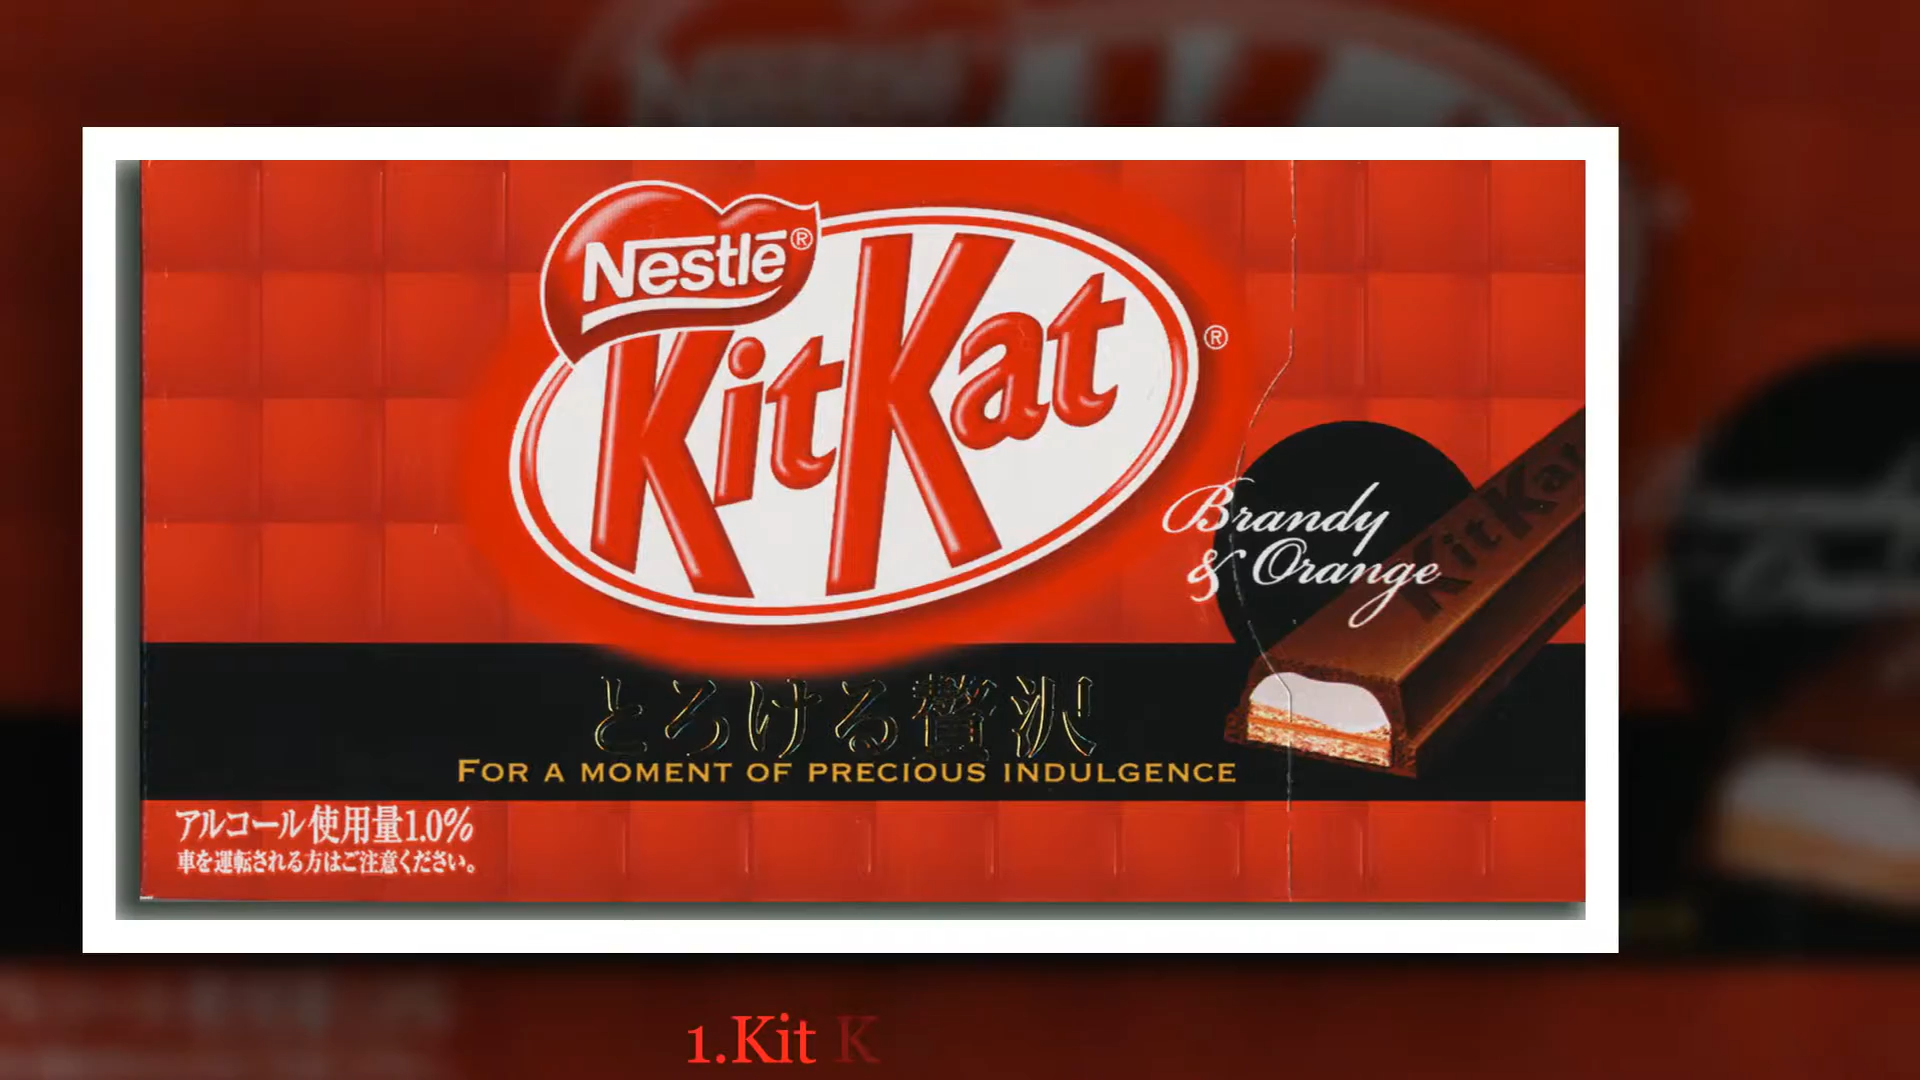 Nestlé®
KitKat®
Brandy
& Orange
KitKat
とろける贅沢
FOR A MOMENT OF PRECIOUS INDULGENCE
アルコール使用量1.0%
車を運転される方はご注意ください。
1.Kit K